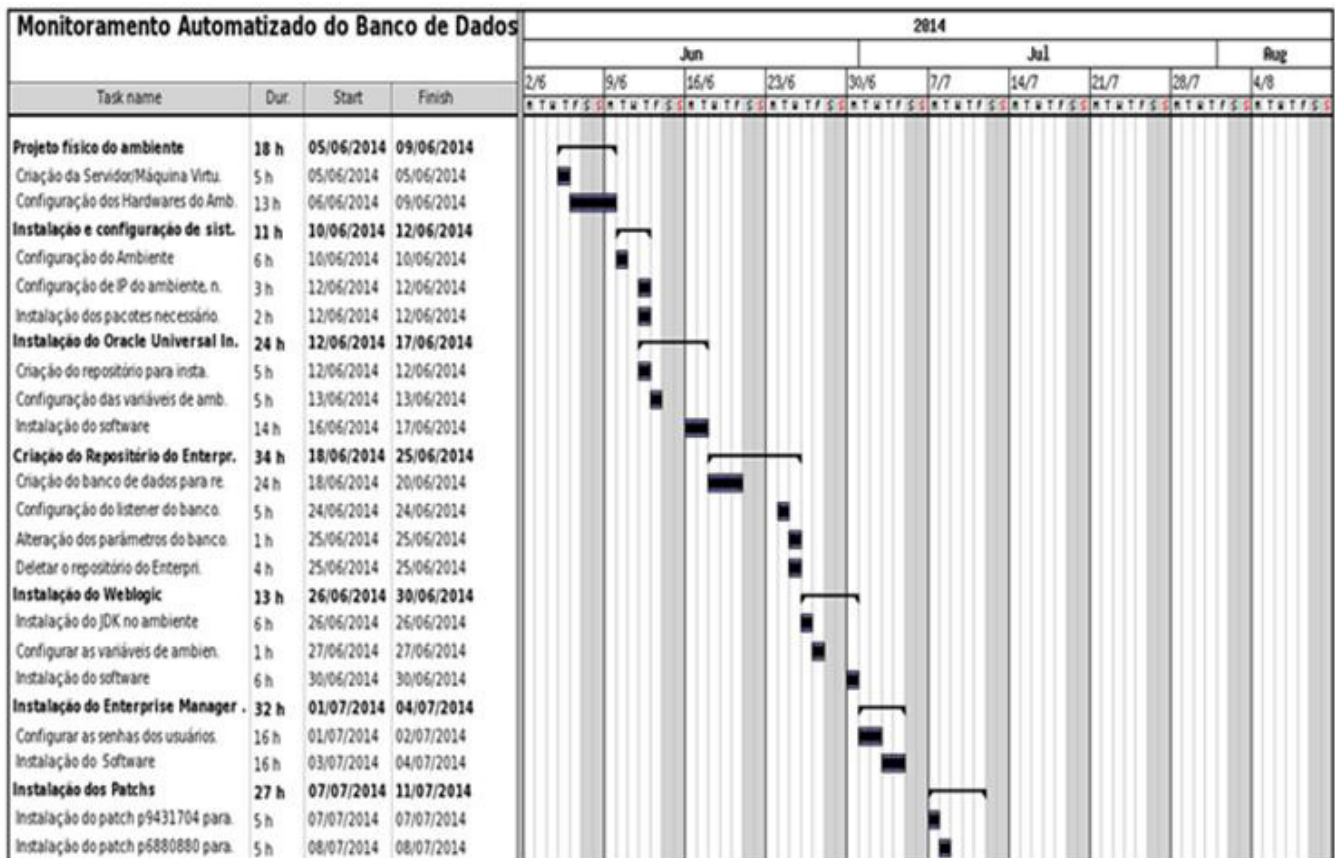 Monitoramento Automatizado do Banco de Dados
2014
Jun Jul Aug
2/6 9/6 16/6 23/6 30/6 7/7 14/7 21/7 28/7 4/8
Task name Dur. Start Finish M T W T F S S M T W T F S S M T W T F S S M T W T F S S M T W T F S S M T W T F S S M T W T F S S M T W T F S S M T W T F S S M T W T F S S
Projeto físico do ambiente 18 h 05/06/2014 09/06/2014
Criação da Servidor/Máquina Virtu. 5 h 05/06/2014 05/06/2014
Configuração dos Hardwares do Amb. 13 h 06/06/2014 09/06/2014
Instalação e configuração de sist. 11 h 10/06/2014 12/06/2014
Configuração do Ambiente 6 h 10/06/2014 10/06/2014
Configuração de IP do ambiente, n. 3 h 12/06/2014 12/06/2014
Instalação dos pacotes necessário. 2 h 12/06/2014 12/06/2014
Instalação do Oracle Universal In. 24 h 12/06/2014 17/06/2014
Criação do repositório para insta. 5 h 12/06/2014 12/06/2014
Configuração das variáveis de amb. 5 h 13/06/2014 13/06/2014
Instalação do software 14 h 16/06/2014 17/06/2014
Criação do Repositório do Enterpr. 34 h 18/06/2014 25/06/2014
Criação do banco de dados para re. 24 h 18/06/2014 20/06/2014
Configuração do listener do banco. 5 h 24/06/2014 24/06/2014
Alteração dos parâmetros do banco. 1 h 25/06/2014 25/06/2014
Deletar o repositório do Enterpri. 4 h 25/06/2014 25/06/2014
Instalação do Weblogic 13 h 26/06/2014 30/06/2014
Instalação do JDK no ambiente 6 h 26/06/2014 26/06/2014
Configurar as variáveis de ambien. 1 h 27/06/2014 27/06/2014
Instalação do software 6 h 30/06/2014 30/06/2014
Instalação do Enterprise Manager . 32 h 01/07/2014 04/07/2014
Configurar as senhas dos usuários. 16 h 01/07/2014 02/07/2014
Instalação do Software 16 h 03/07/2014 04/07/2014
Instalação dos Patchs 27 h 07/07/2014 11/07/2014
Instalação do patch p9431704 para. 5 h 07/07/2014 07/07/2014
Instalação do patch p6880880 para. 5 h 08/07/2014 08/07/2014